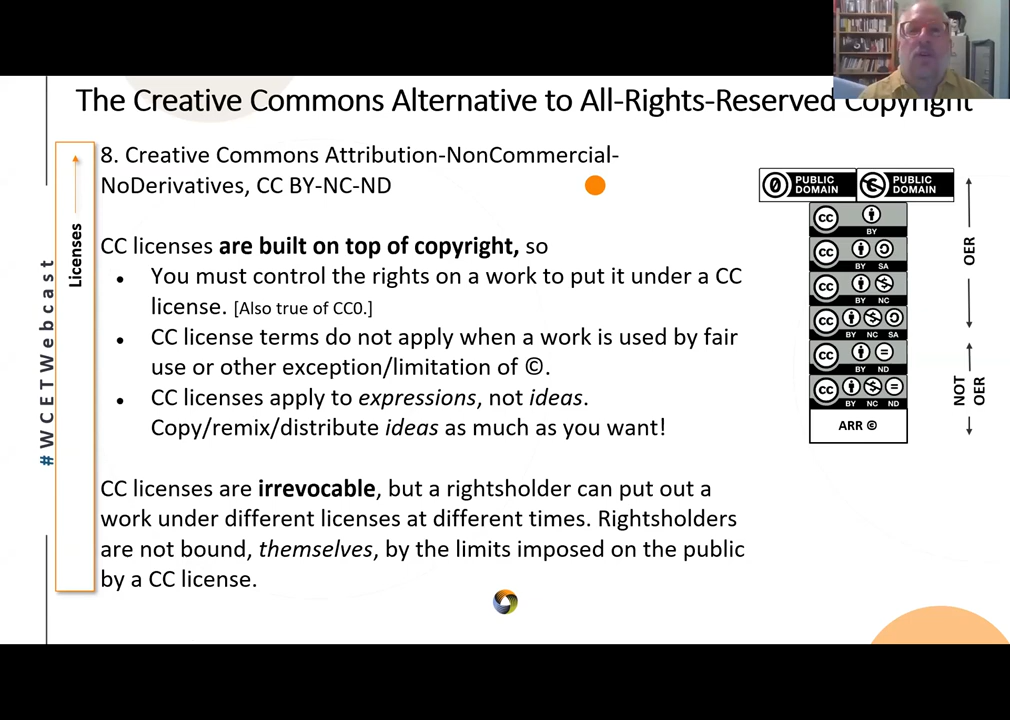 The Creative Commons Alternative to All-Rights-Reserved Copyright
Licenses
#WCETWebcast
8. Creative Commons Attribution-NonCommercial-
NoDerivatives, CC BY-NC-ND
CC licenses are built on top of copyright, so
• You must control the rights on a work to put it under a CC
license. [Also true of CC0.]
• CC license terms do not apply when a work is used by fair
use or other exception/limitation of ©.
• CC licenses apply to expressions, not ideas.
Copy/remix/distribute ideas as much as you want!
CC licenses are irrevocable, but a rightsholder can put out a
work under different licenses at different times. Rightsholders
are not bound, themselves, by the limits imposed on the public
by a CC license.
0 PUBLIC DOMAIN
PUBLIC DOMAIN
cc BY
cc BY SA
cc BY NC
cc BY NC SA
cc BY ND
cc BY NC ND
ARR ©
OER
NOT
OER